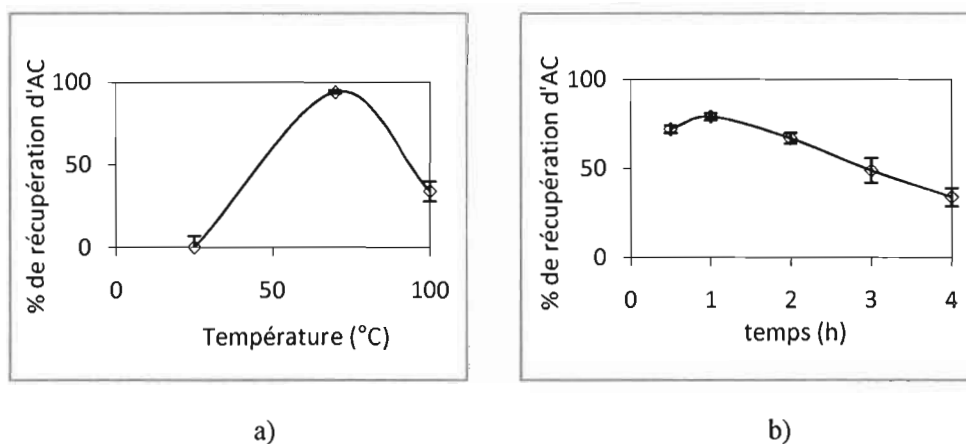 % de récupération d'AC
100
50
0
0
50
100
Température (°C)
a)
% de récupération d'AC
100
50
0
0
1
2
3
4
temps (h)
b)